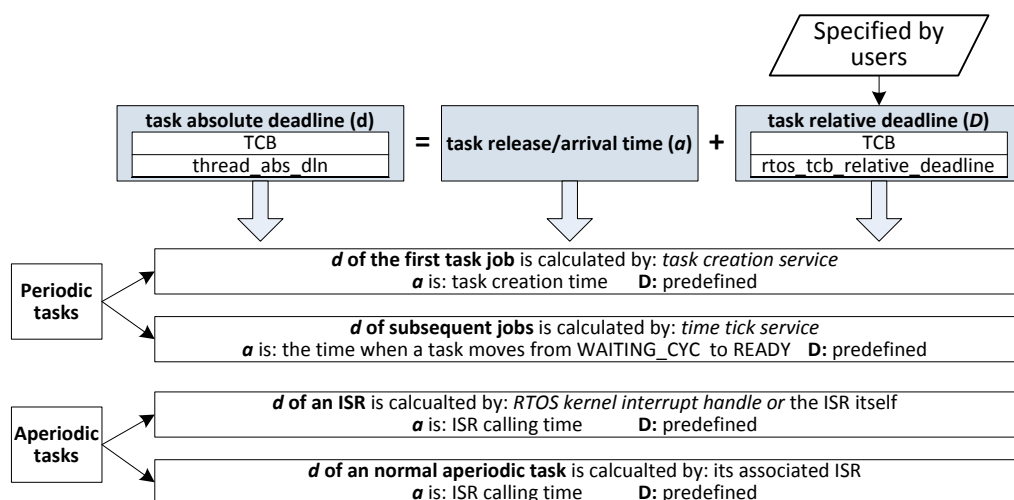 Specified by
users
task absolute deadline (d)
TCB
thread_abs_dln
=
task release/arrival time (a)
+
task relative deadline (D)
TCB
rtos_tcb_relative_deadline
Periodic
tasks
d of the first task job is calculated by: task creation service
a is: task creation time D: predefined
d of subsequent jobs is calculated by: time tick service
a is: the time when a task moves from WAITING_CYC to READY D: predefined
Aperiodic
tasks
d of an ISR is calcualted by: RTOS kernel interrupt handle or the ISR itself
a is: ISR calling time D: predefined
d of an normal aperiodic task is calcualted by: its associated ISR
a is: ISR calling time D: predefined